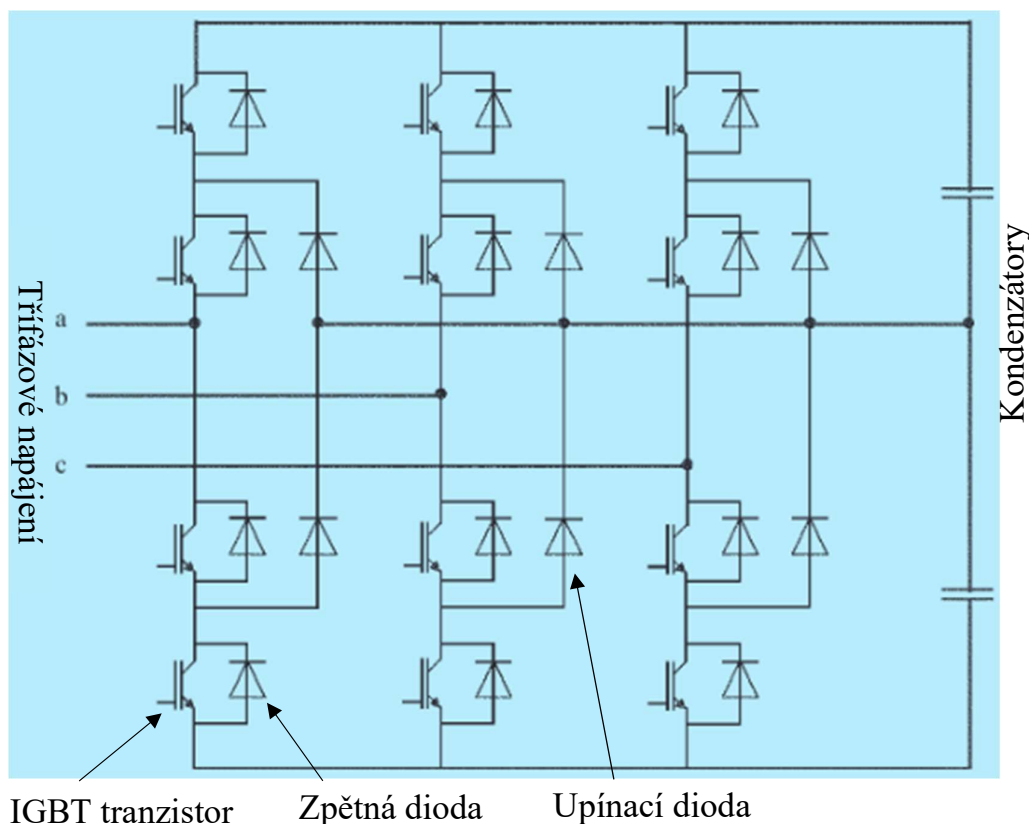 Třífázové napájení
a
b
c
Kondenzátory
IGBT tranzistor
Zpětná dioda
Upínací dioda